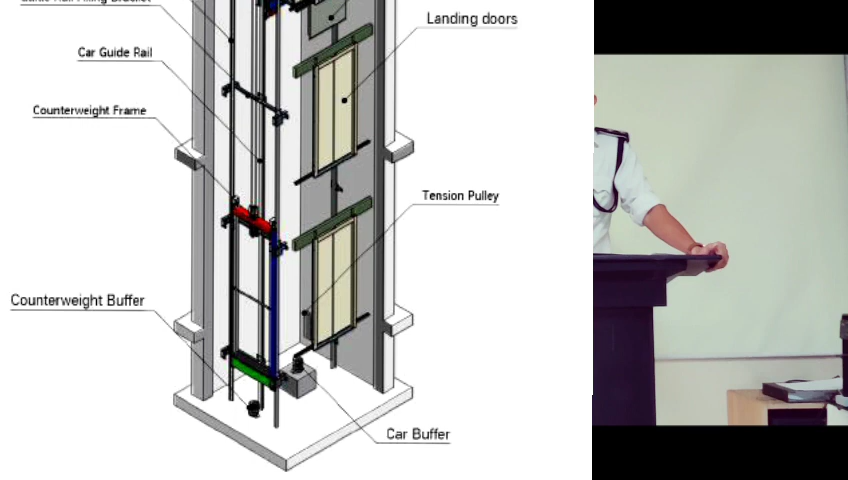 Landing doors
Car Guide Rail
Counterweight Frame
Tension Pulley
Counterweight Buffer
Car Buffer